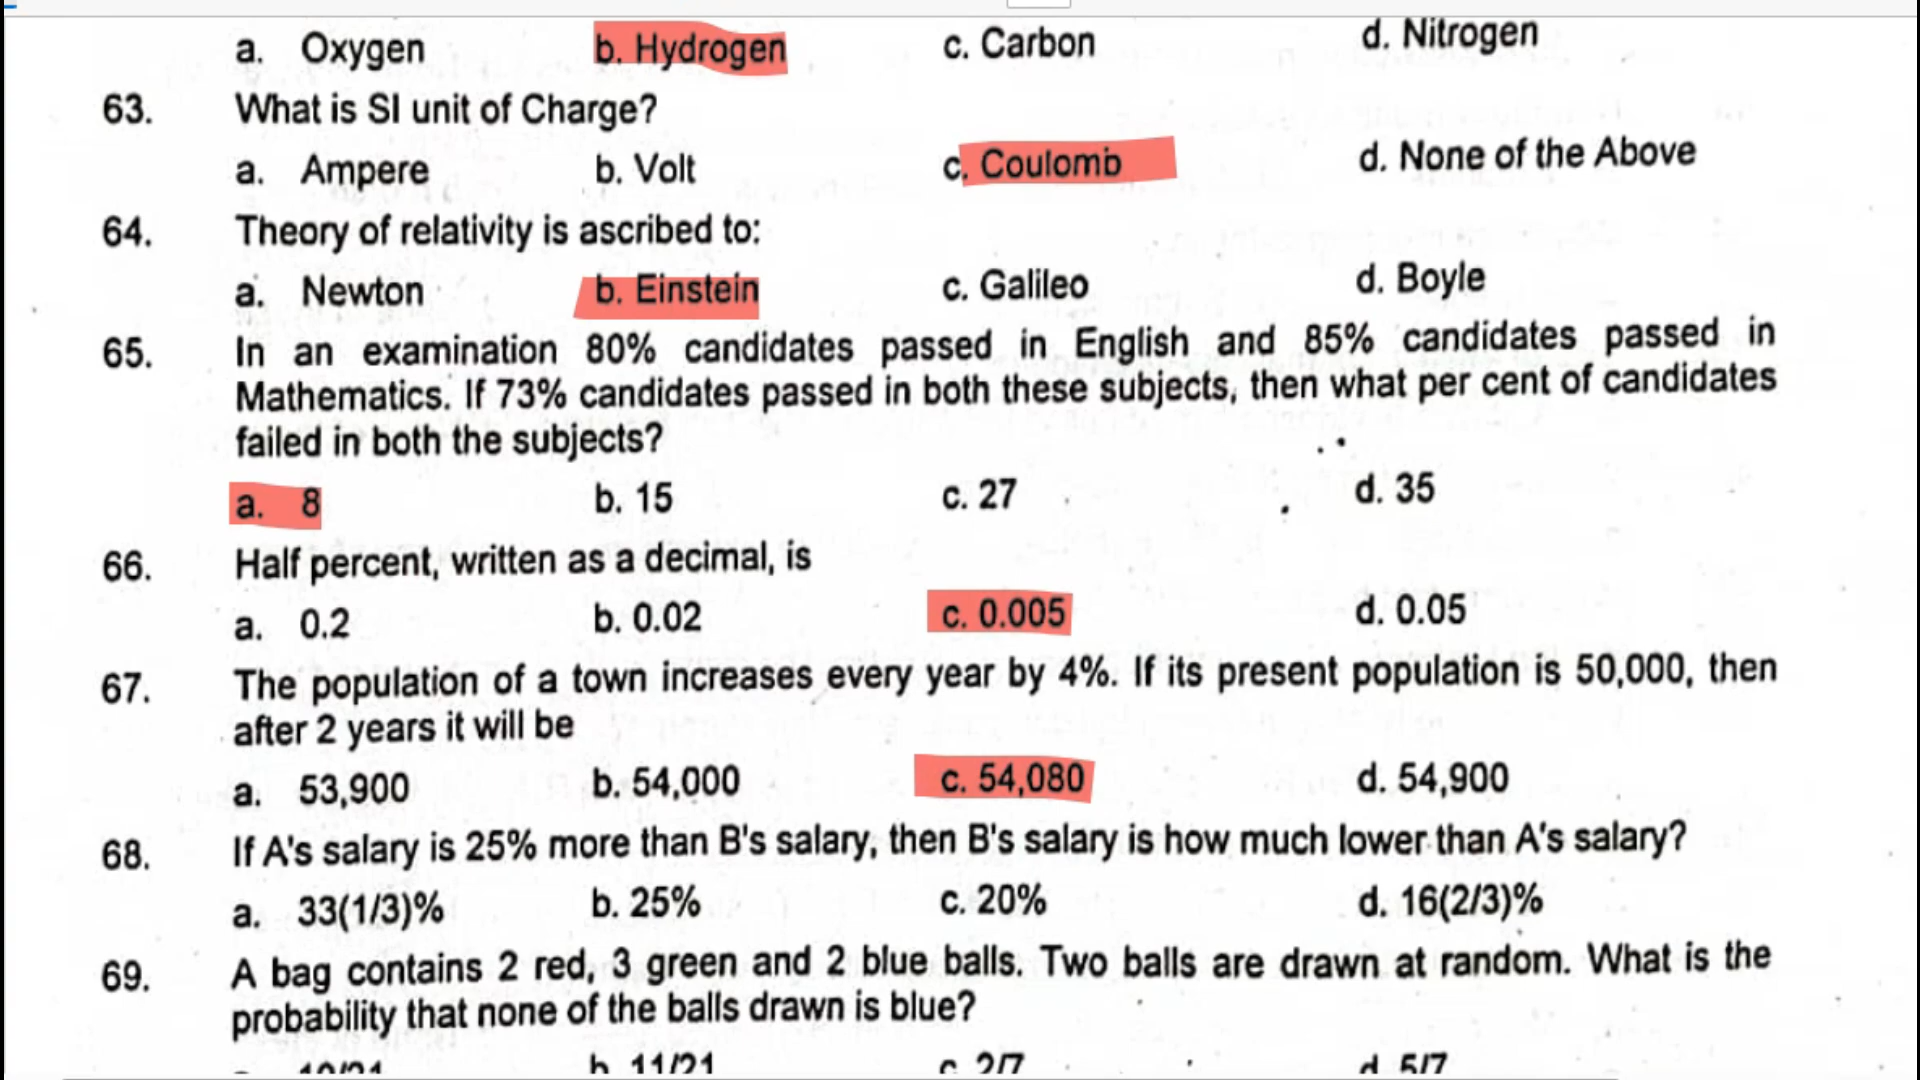 a. Oxygen b. Hydrogen c. Carbon d. Nitrogen
63. What is SI unit of Charge?
a. Ampere b. Volt c. Coulomb d. None of the Above
64. Theory of relativity is ascribed to:
a. Newton b. Einstein c. Galileo d. Boyle
65. In an examination 80% candidates passed in English and 85% candidates passed in
Mathematics. If 73% candidates passed in both these subjects, then what per cent of candidates
failed in both the subjects?
a. 8 b. 15 c. 27 d. 35
66. Half percent, written as a decimal, is
a. 0.2 b. 0.02 c. 0.005 d. 0.05
67. The population of a town increases every year by 4%. If its present population is 50,000, then
after 2 years it will be
a. 53,900 b. 54,000 c. 54,080 d. 54,900
68. If A's salary is 25% more than B's salary, then B's salary is how much lower than A's salary?
a. 33(1/3)% b. 25% c. 20% d. 16(2/3)%
69. A bag contains 2 red, 3 green and 2 blue balls. Two balls are drawn at random. What is the
probability that none of the balls drawn is blue?
10/21 b. 11/21 c. 2/7 d. 5/7